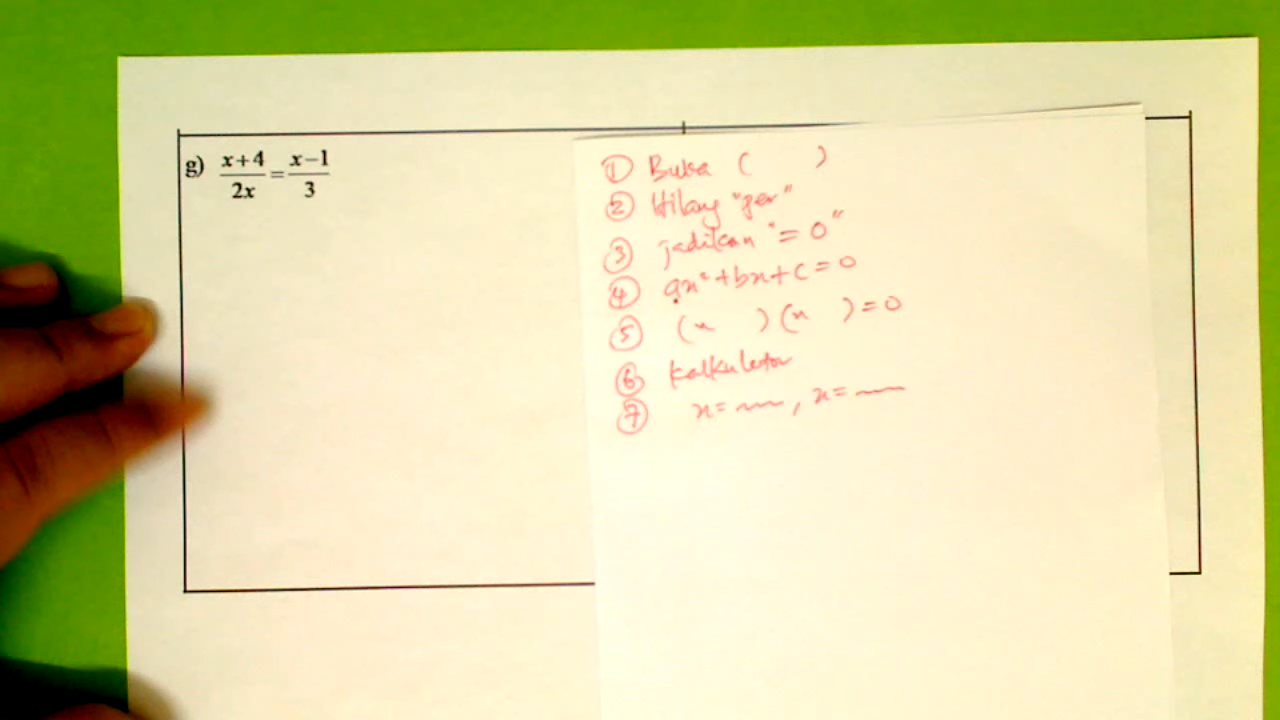 g) x+4/2x = x−1/3
① Buka ( )
② Hilang "per"
③ jadikan "= 0"
④ ax²+bx+c=0
⑤ (x )(x )=0
⑥ kalkulator
⑦ x= ~~, x= ~~